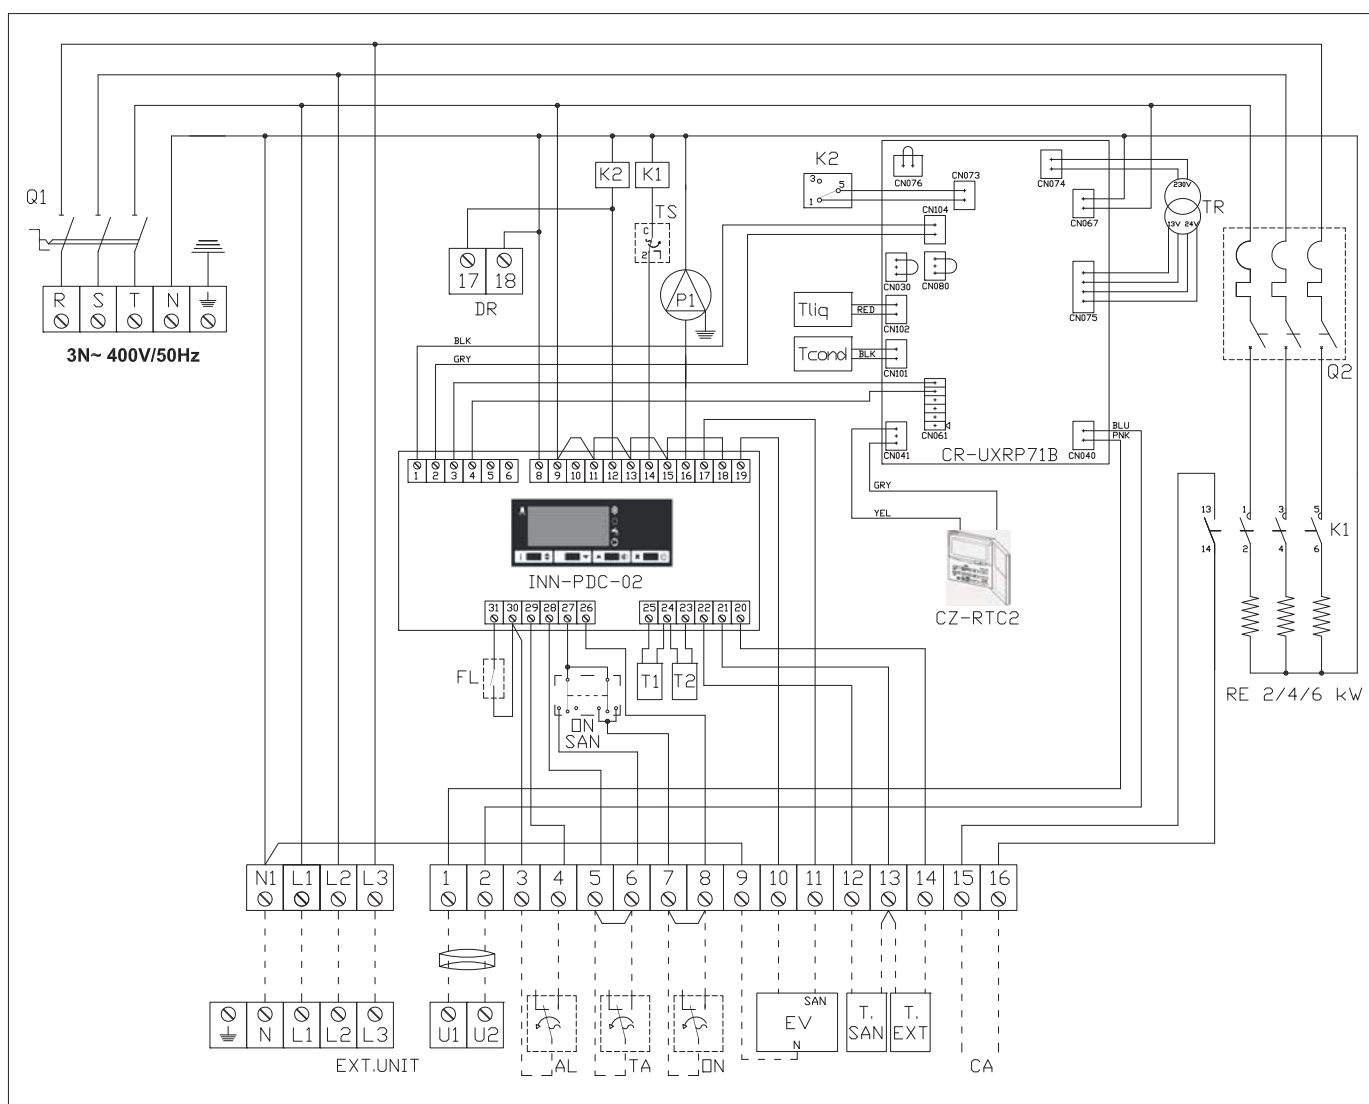 Q1
R S T N
3N~ 400V/50Hz
K2 K1
TS
C
2
17 18
DR
P1
BLK
GRY
K2
3 5
1
CN076
CN073
CN104
CN074
CN067
230V
13V 24V
TR
CN030 CN080
CN075
Tliq RED
CN102
Tcond BLK
CN101
CN061
CN041
CN040
BLU
PNK
CR-UXRP71B
GRY
YEL
CZ-RTC2
Q2
1 2 3 4 5 6
8 9 10 11 12 13 14 15 16 17 18 19
INN-PDC-02
31 30 29 28 27 26
25 24 23 22 21 20
FL
ON
SAN
T1 T2
13
14
1 3 5
2 4 6
K1
RE 2/4/6 kW
N1 L1 L2 L3
1 2 3 4 5 6 7 8 9 10 11 12 13 14 15 16
N L1 L2 L3
EXT.UNIT
U1 U2
AL
TA
ON
SAN
EV
N
T.
SAN
T.
EXT
CA